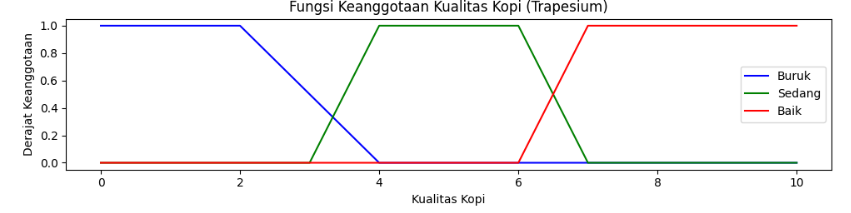 Fungsi Keanggotaan Kualitas Kopi (Trapesium)
Derajat Keanggotaan
1.0
0.8
0.6
0.4
0.2
0.0
Buruk
Sedang
Baik
0 2 4 6 8 10
Kualitas Kopi